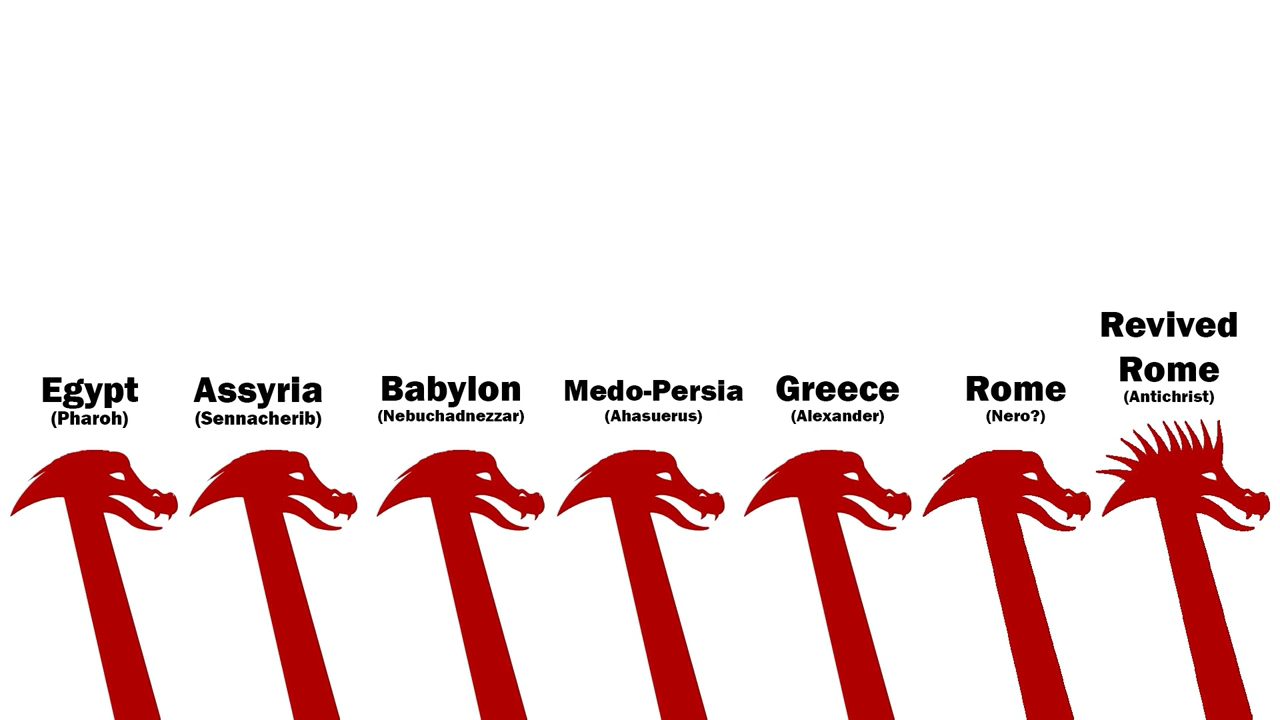 Egypt
(Pharoh)
Assyria
(Sennacherib)
Babylon
(Nebuchadnezzar)
Medo-Persia
(Ahasuerus)
Greece
(Alexander)
Rome
(Nero?)
Revived
Rome
(Antichrist)